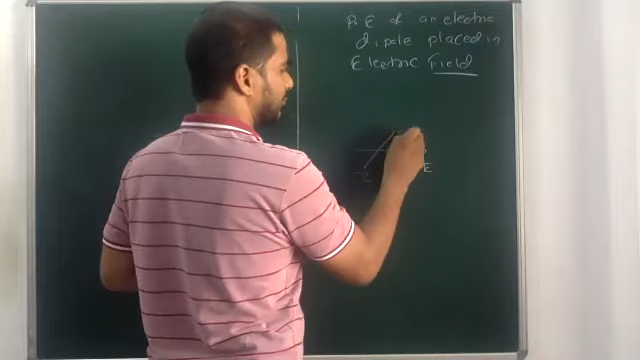 P.E of an electric
dipole placed in
Electric Field
E